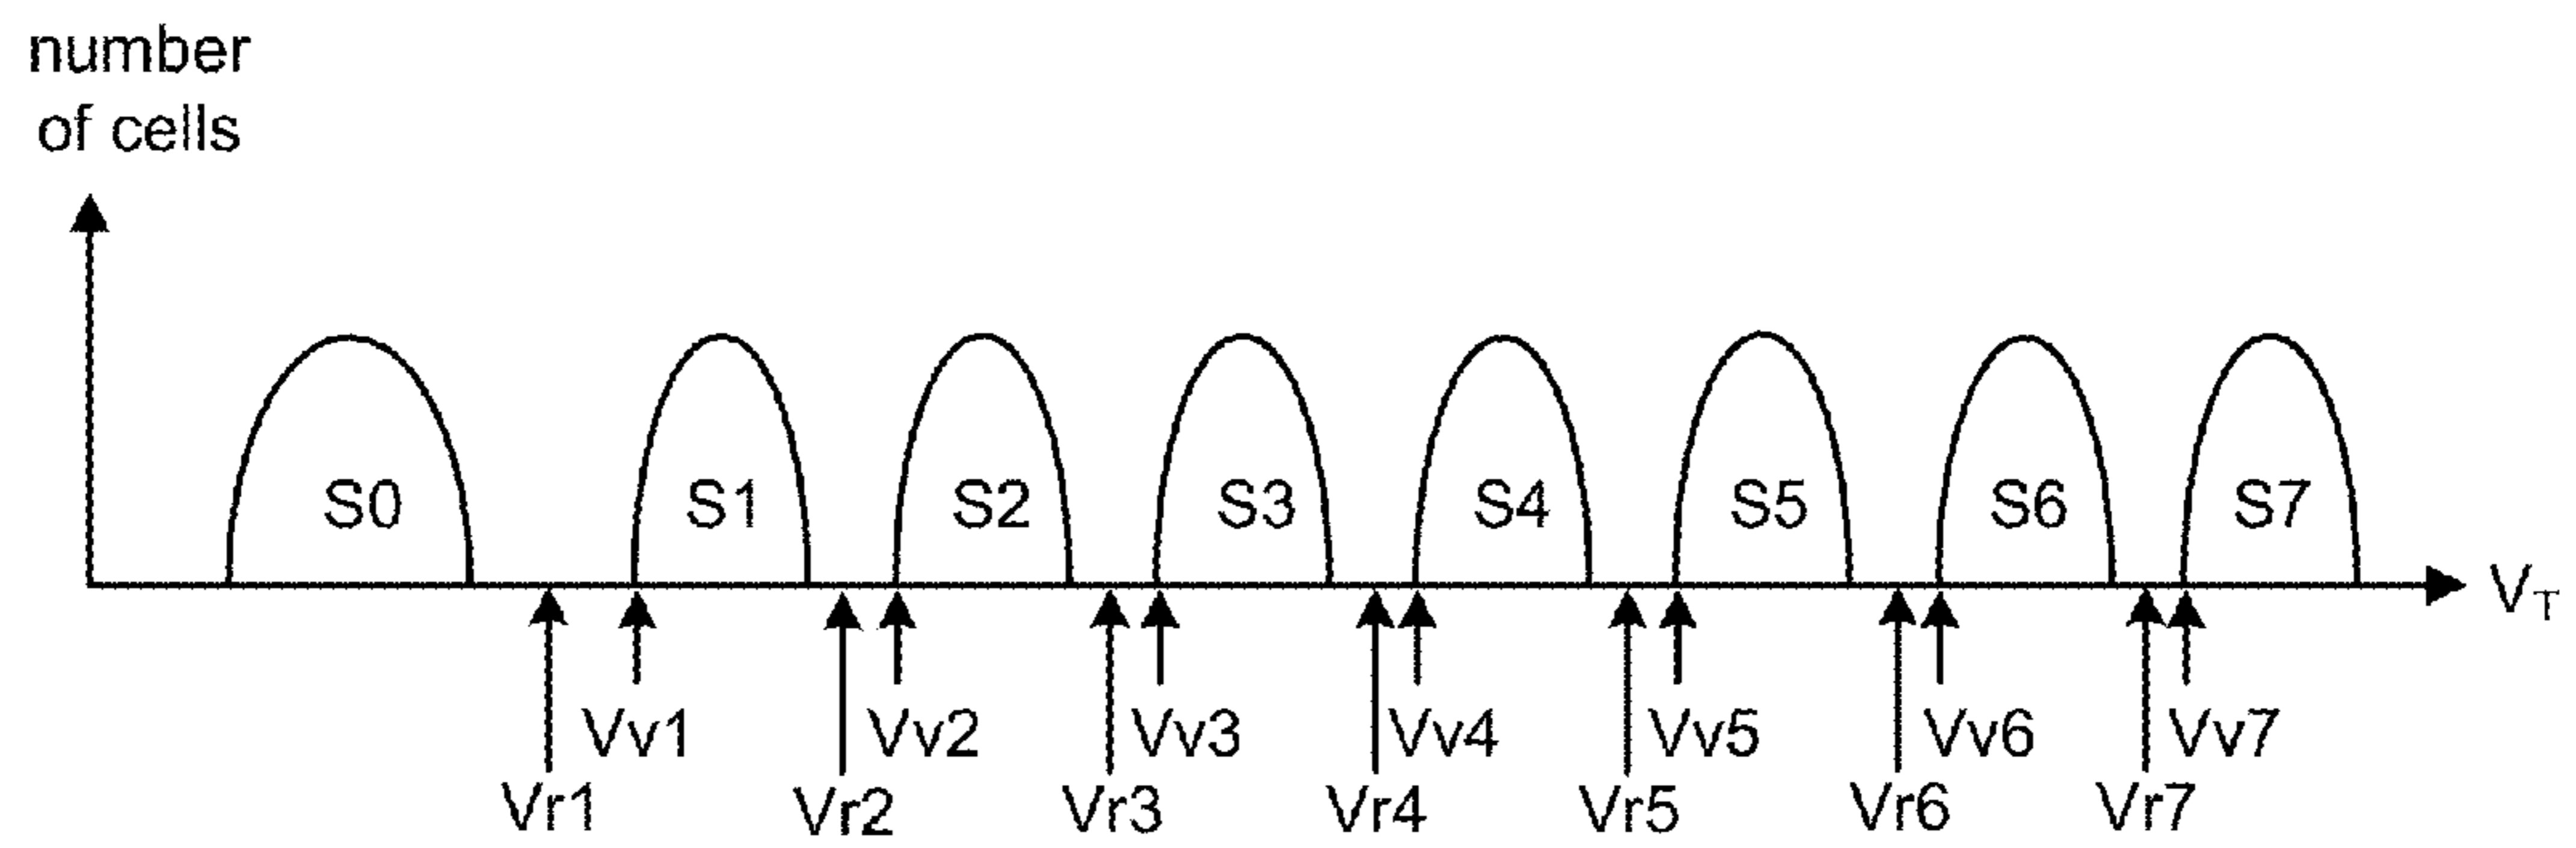 number
of cells
S0 S1 S2 S3 S4 S5 S6 S7
V_T
Vv1 Vv2 Vv3 Vv4 Vv5 Vv6 Vv7
Vr1 Vr2 Vr3 Vr4 Vr5 Vr6 Vr7